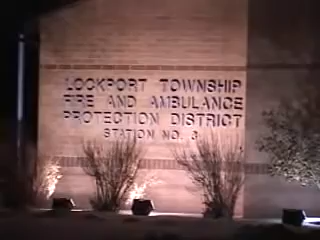 LOCKPORT TOWNSHIP
FIRE AND AMBULANCE
PROTECTION DISTRICT
STATION NO. 3